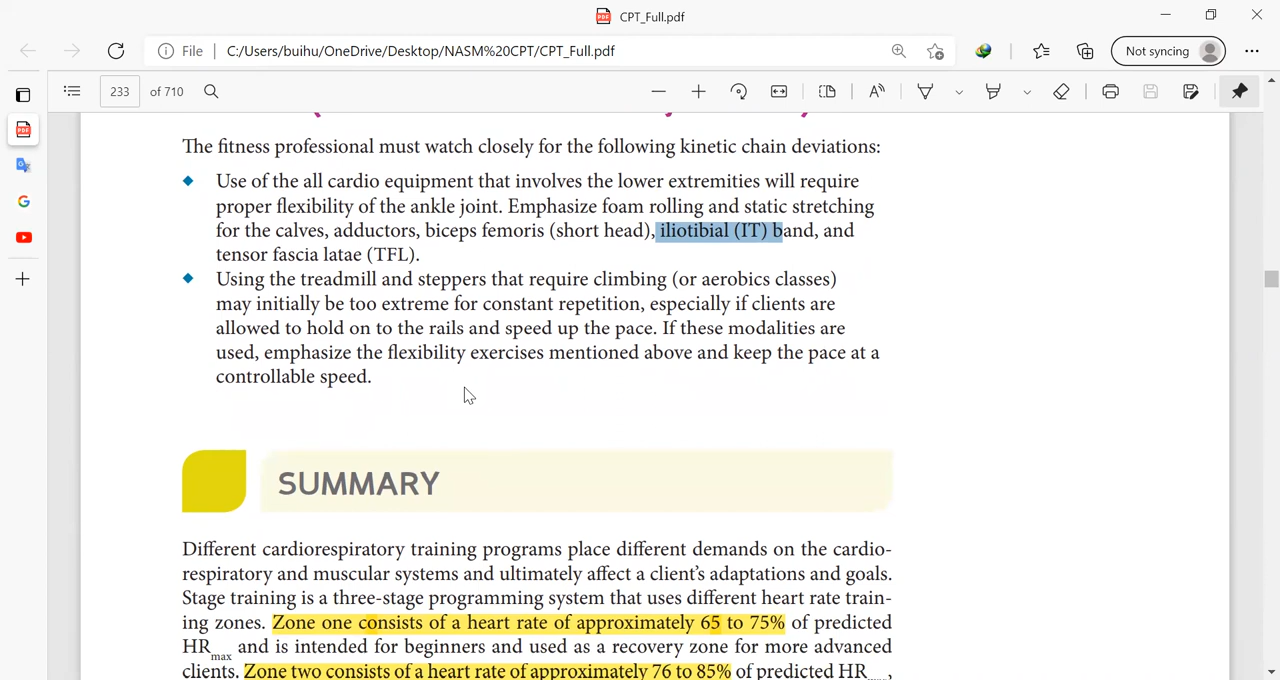 CPT_Full.pdf
File
C:/Users/buihu/OneDrive/Desktop/NASM%20CPT/CPT_Full.pdf
Not syncing
233 of 710
The fitness professional must watch closely for the following kinetic chain deviations:
Use of the all cardio equipment that involves the lower extremities will require
proper flexibility of the ankle joint. Emphasize foam rolling and static stretching
for the calves, adductors, biceps femoris (short head), iliotibial (IT) band, and
tensor fascia latae (TFL).
Using the treadmill and steppers that require climbing (or aerobics classes)
may initially be too extreme for constant repetition, especially if clients are
allowed to hold on to the rails and speed up the pace. If these modalities are
used, emphasize the flexibility exercises mentioned above and keep the pace at a
controllable speed.
SUMMARY
Different cardiorespiratory training programs place different demands on the cardio-
respiratory and muscular systems and ultimately affect a client's adaptations and goals.
Stage training is a three-stage programming system that uses different heart rate train-
ing zones. Zone one consists of a heart rate of approximately 65 to 75% of predicted
HRmax and is intended for beginners and used as a recovery zone for more advanced
clients. Zone two consists of a heart rate of approximately 76 to 85% of predicted HR